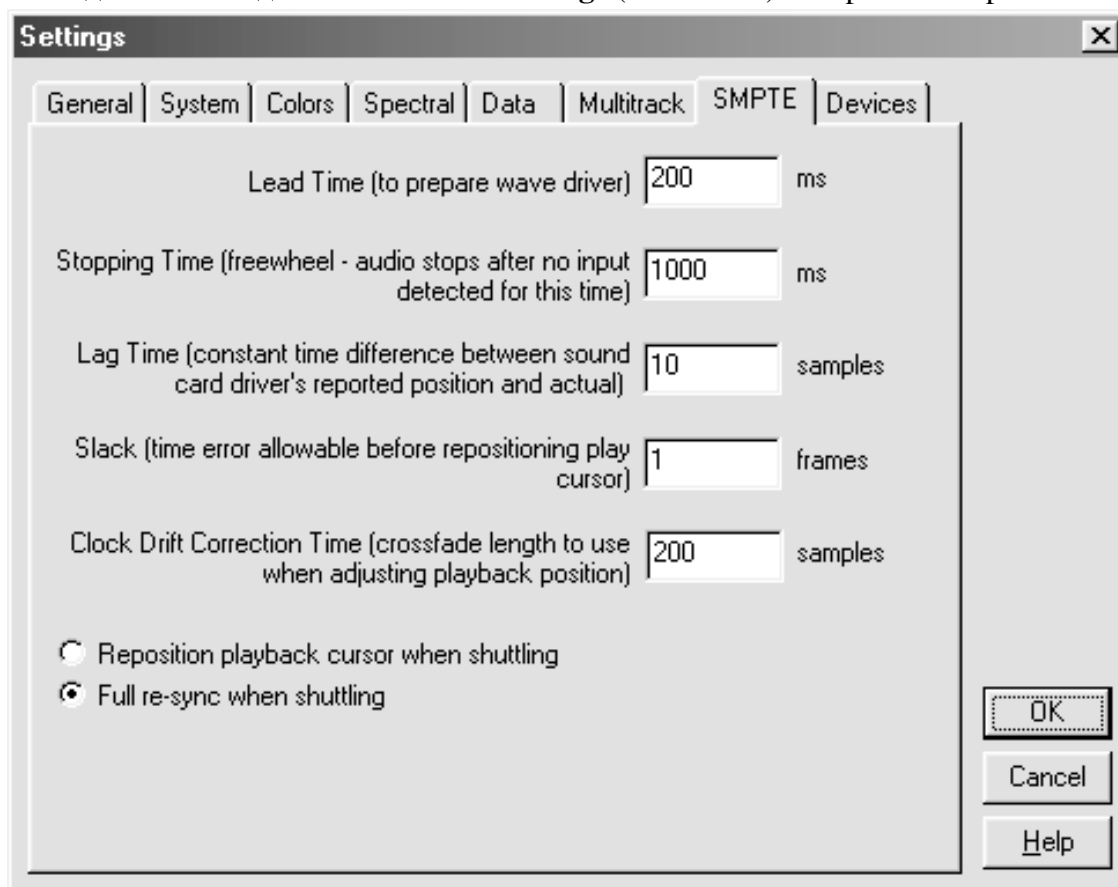 Settings
General System Colors Spectral Data Multitrack SMPTE Devices
Lead Time (to prepare wave driver) 200 ms
Stopping Time (freewheel - audio stops after no input
detected for this time) 1000 ms
Lag Time (constant time difference between sound
card driver's reported position and actual) 10 samples
Slack (time error allowable before repositioning play
cursor) 1 frames
Clock Drift Correction Time (crossfade length to use
when adjusting playback position) 200 samples
Reposition playback cursor when shuttling
Full re-sync when shuttling
OK
Cancel
Help